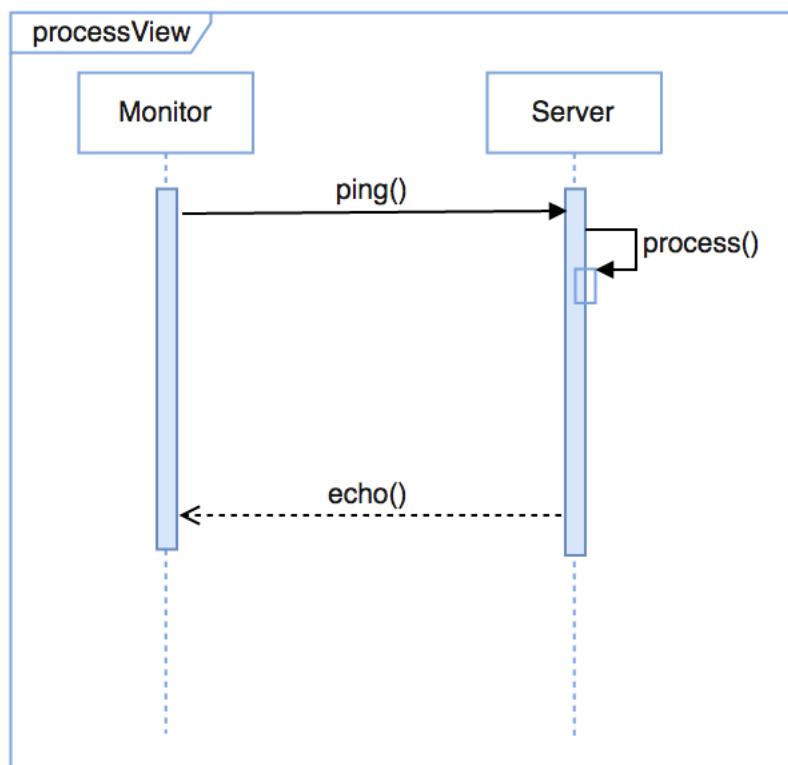 processView
Monitor
Server
ping()
process()
echo()